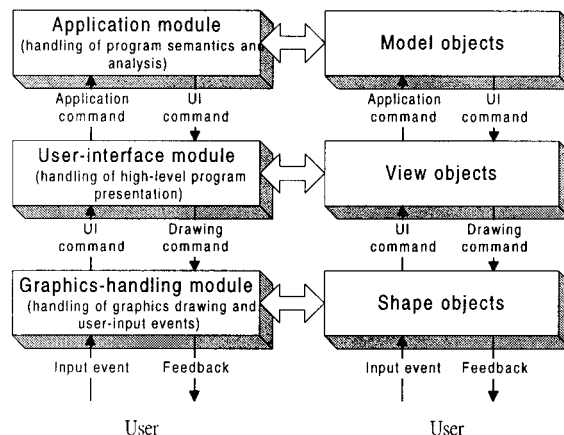 Application module
(handling of program semantics and
analysis)
Model objects
Application
command
UI
command
Application
command
UI
command
User-interface module
(handling of high-level program
presentation)
View objects
UI
command
Drawing
command
UI
command
Drawing
command
Graphics-handling module
(handling of graphics drawing and
user-input events)
Shape objects
Input event
Feedback
Input event
Feedback
User
User